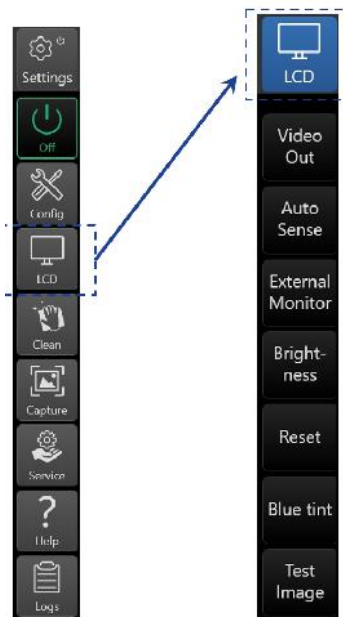 Settings
Off
Config
LCD
Clean
Capture
Service
Help
Logs
LCD
Video
Out
Auto
Sense
External
Monitor
Bright-
ness
Reset
Blue tint
Test
Image